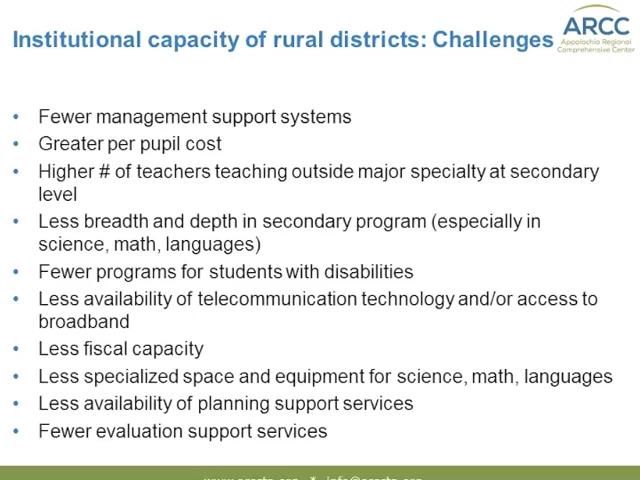 Institutional capacity of rural districts: Challenges
ARCC
Appalachia Regional
Comprehensive Center
• Fewer management support systems
• Greater per pupil cost
• Higher # of teachers teaching outside major specialty at secondary
level
• Less breadth and depth in secondary program (especially in
science, math, languages)
• Fewer programs for students with disabilities
• Less availability of telecommunication technology and/or access to
broadband
• Less fiscal capacity
• Less specialized space and equipment for science, math, languages
• Less availability of planning support services
• Fewer evaluation support services